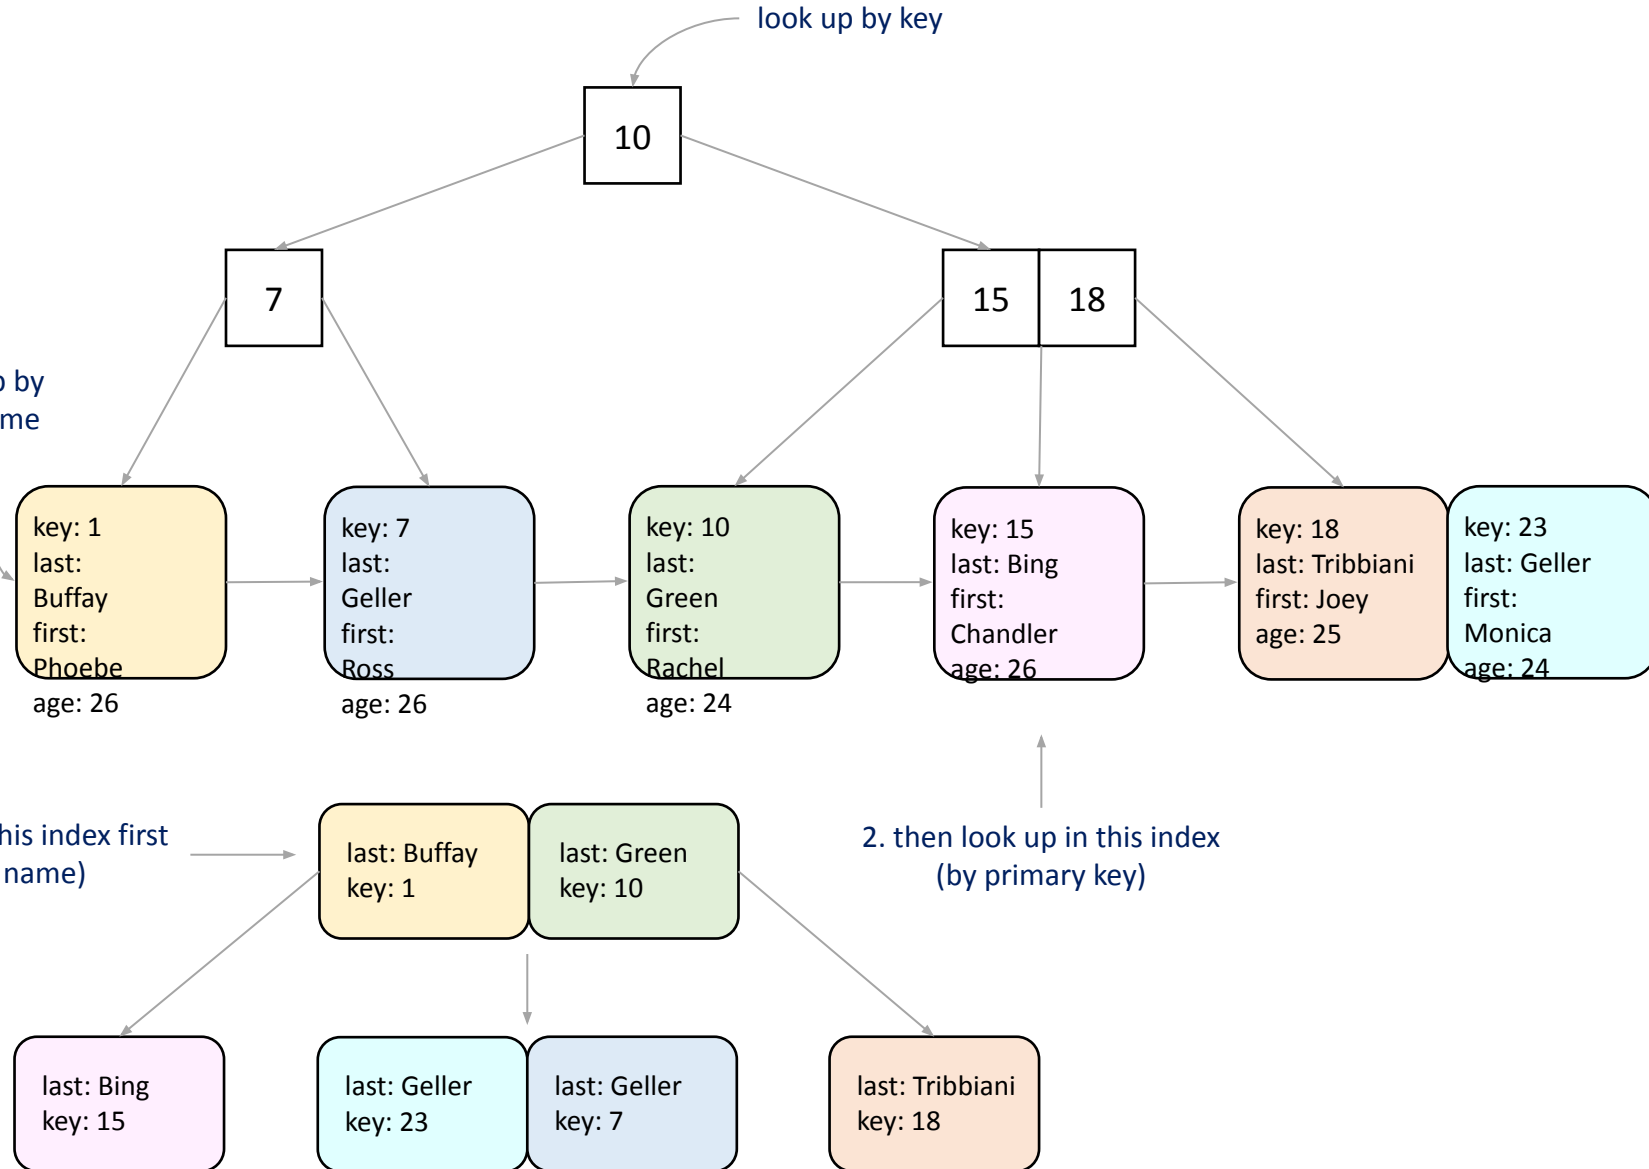 look up by key
10
7
15
18
by
key: 1
last:
Buffay
first:
Phoebe
age: 26
key: 7
last:
Geller
first:
Ross
age: 26
key: 10
last:
Green
first:
Rachel
age: 24
key: 15
last: Bing
first:
Chandler
age: 26
key: 18
last: Tribbiani
first: Joey
age: 25
key: 23
last: Geller
first:
Monica
age: 24
index first
name)
last: Buffay
key: 1
last: Green
key: 10
2. then look up in this index
(by primary key)
last: Bing
key: 15
last: Geller
key: 23
last: Geller
key: 7
last: Tribbiani
key: 18